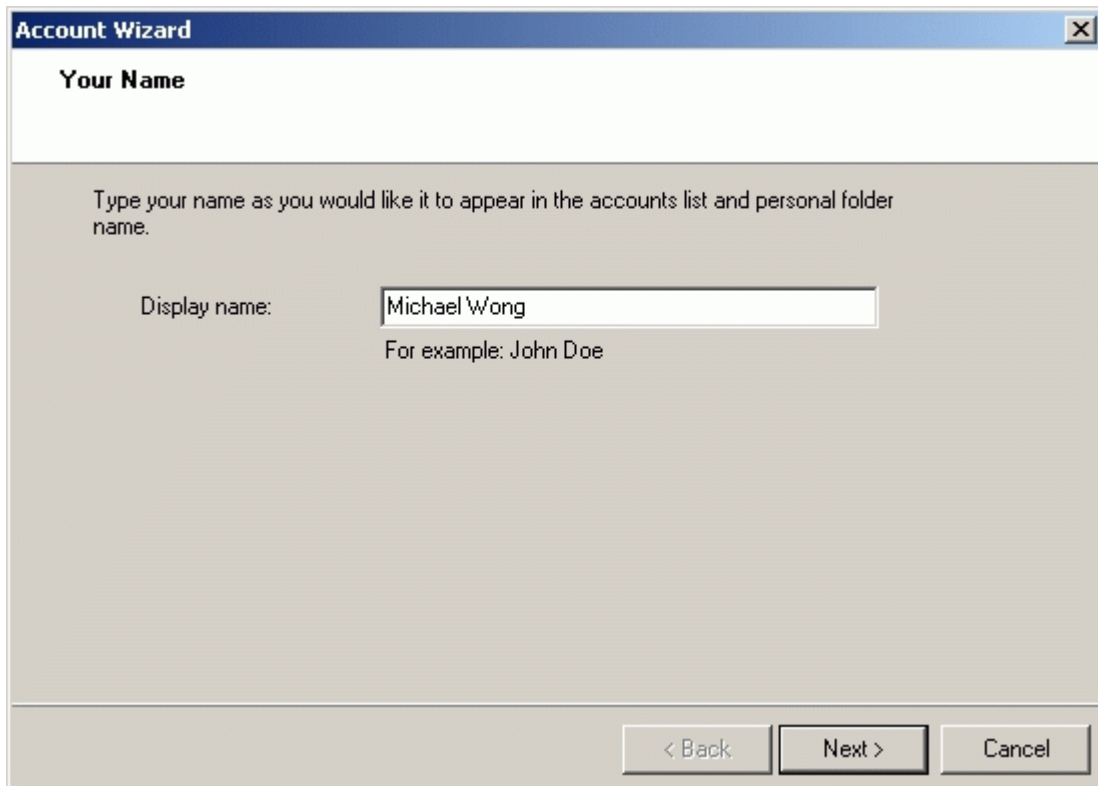 Account Wizard
Your Name
Type your name as you would like it to appear in the accounts list and personal folder
name.
Display name: Michael Wong
For example: John Doe
< Back Next > Cancel